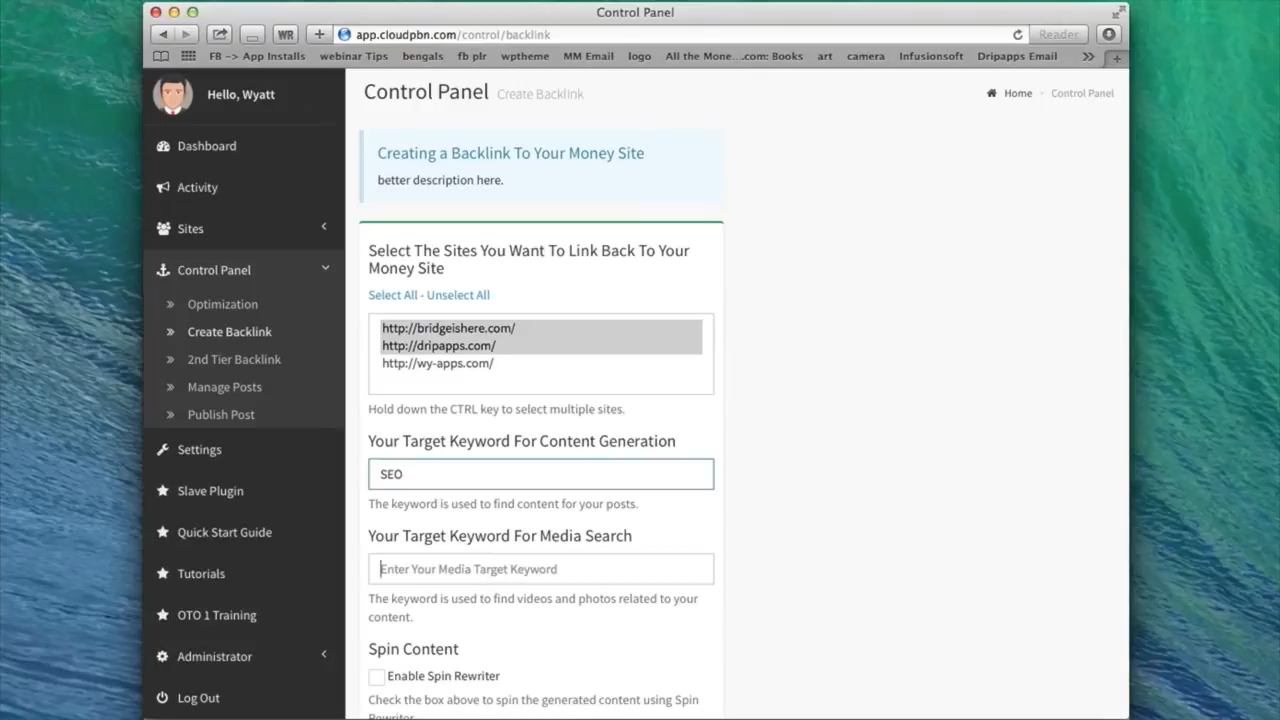 Control Panel
WR
app.cloudpbn.com/control/backlink
Reader
FB -> App Installs
webinar Tips
bengals
fb plr
wptheme
MM Email
logo
All the Mone...com: Books
art
camera
Infusionsoft
Dripapps Email
Hello, Wyatt
Dashboard
Activity
Sites
Control Panel
Optimization
Create Backlink
2nd Tier Backlink
Manage Posts
Publish Post
Settings
Slave Plugin
Quick Start Guide
Tutorials
OTO 1 Training
Administrator
Log Out
Control Panel Create Backlink
Home - Control Panel
Creating a Backlink To Your Money Site
better description here.
Select The Sites You Want To Link Back To Your
Money Site
Select All - Unselect All
http://bridgeishere.com/
http://dripapps.com/
http://wy-apps.com/
Hold down the CTRL key to select multiple sites.
Your Target Keyword For Content Generation
SEO
The keyword is used to find content for your posts.
Your Target Keyword For Media Search
Enter Your Media Target Keyword
The keyword is used to find videos and photos related to your
content.
Spin Content
Enable Spin Rewriter
Check the box above to spin the generated content using Spin
Rewriter